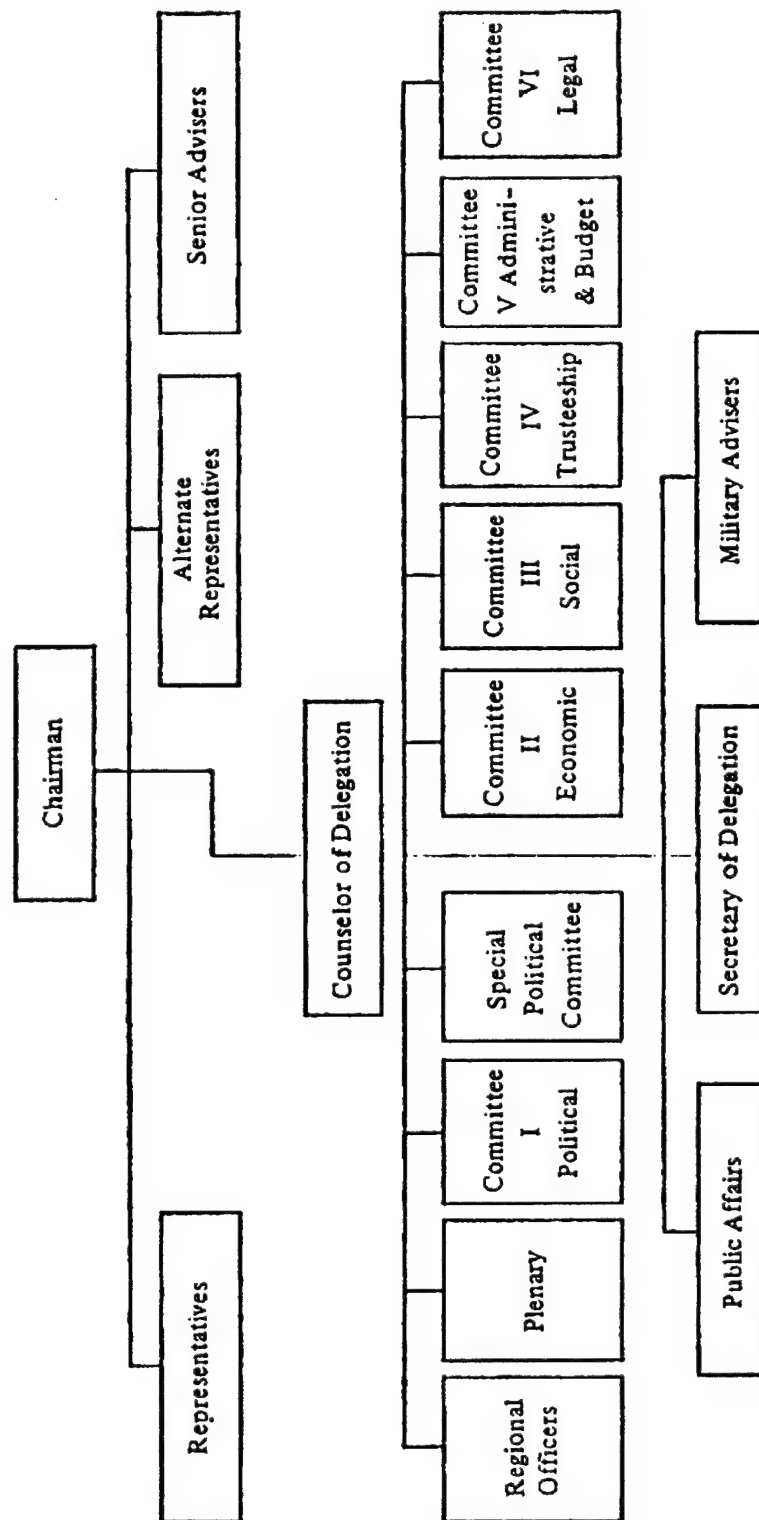 Chairman
Representatives
Alternate
Representatives
Senior Advisers
Counselor of Delegation
Regional
Officers
Plenary
Committee
I
Political
Special
Political
Committee
Committee
II
Economic
Committee
III
Social
Committee
IV
Trusteeship
Committee
V Admini-
strative
& Budget
Committee
VI
Legal
Public Affairs
Secretary of Delegation
Military Advisers